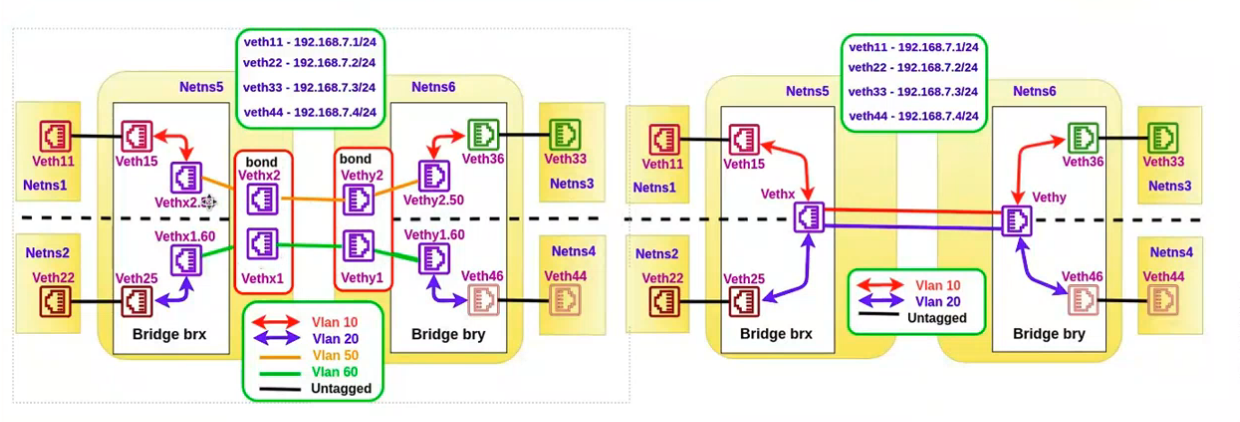 veth11 - 192.168.7.1/24
veth22 - 192.168.7.2/24
veth33 - 192.168.7.3/24
veth44 - 192.168.7.4/24
Netns5
Netns6
Veth11
Netns1
Veth15
Vethx2.
bond
Vethx2
bond
Vethy2
Vethy2.50
Veth36
Veth33
Netns3
Netns2
Veth22
Veth25
Vethx1.60
Vethx1
Vethy1
Vethy1.60
Veth46
Netns4
Veth44
Bridge brx
Bridge bry
Vlan 10
Vlan 20
Vlan 50
Vlan 60
Untagged
veth11 - 192.168.7.1/24
veth22 - 192.168.7.2/24
veth33 - 192.168.7.3/24
veth44 - 192.168.7.4/24
Netns5
Netns6
Veth11
Netns1
Veth15
Vethx
Vethy
Veth36
Veth33
Netns3
Netns2
Veth22
Veth25
Veth46
Netns4
Veth44
Bridge brx
Bridge bry
Vlan 10
Vlan 20
Untagged